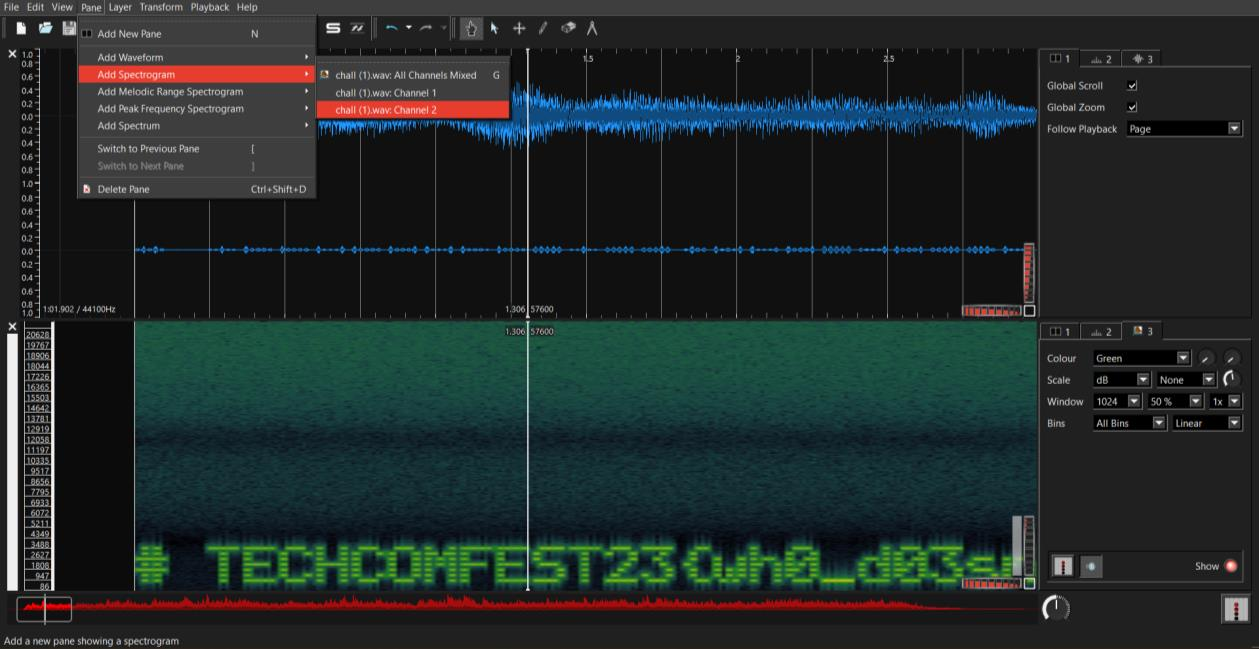 File Edit View Pane Layer Transform Playback Help
Add New Pane N
Add Waveform
Add Spectrogram
Add Melodic Range Spectrogram
Add Peak Frequency Spectrogram
Add Spectrum
Switch to Previous Pane [
Switch to Next Pane ]
Delete Pane Ctrl+Shift+D
chall (1).wav: All Channels Mixed G
chall (1).wav: Channel 1
chall (1).wav: Channel 2
1.5 2 2.5
1.0
0.8
0.6
0.4
0.2
0.0
0.2
0.4
0.6
0.8
1.0
0.8
0.6
0.4
0.2
0.0
0.2
0.4
0.6
0.8
1.0
1:01.902 / 44100Hz
1.306 57600
1 2 3
Global Scroll
Global Zoom
Follow Playback Page
1.306 57600
20628
19767
18906
18044
17226
16365
15503
14642
13781
12919
12058
11197
10335
9517
8656
7795
6933
6072
5211
4349
3488
2627
1808
947
86
# TECHCOMFEST23{wh0_d03s
1 2 3
Colour Green
Scale dB None
Window 1024 50 % 1x
Bins All Bins Linear
Show
Add a new pane showing a spectrogram